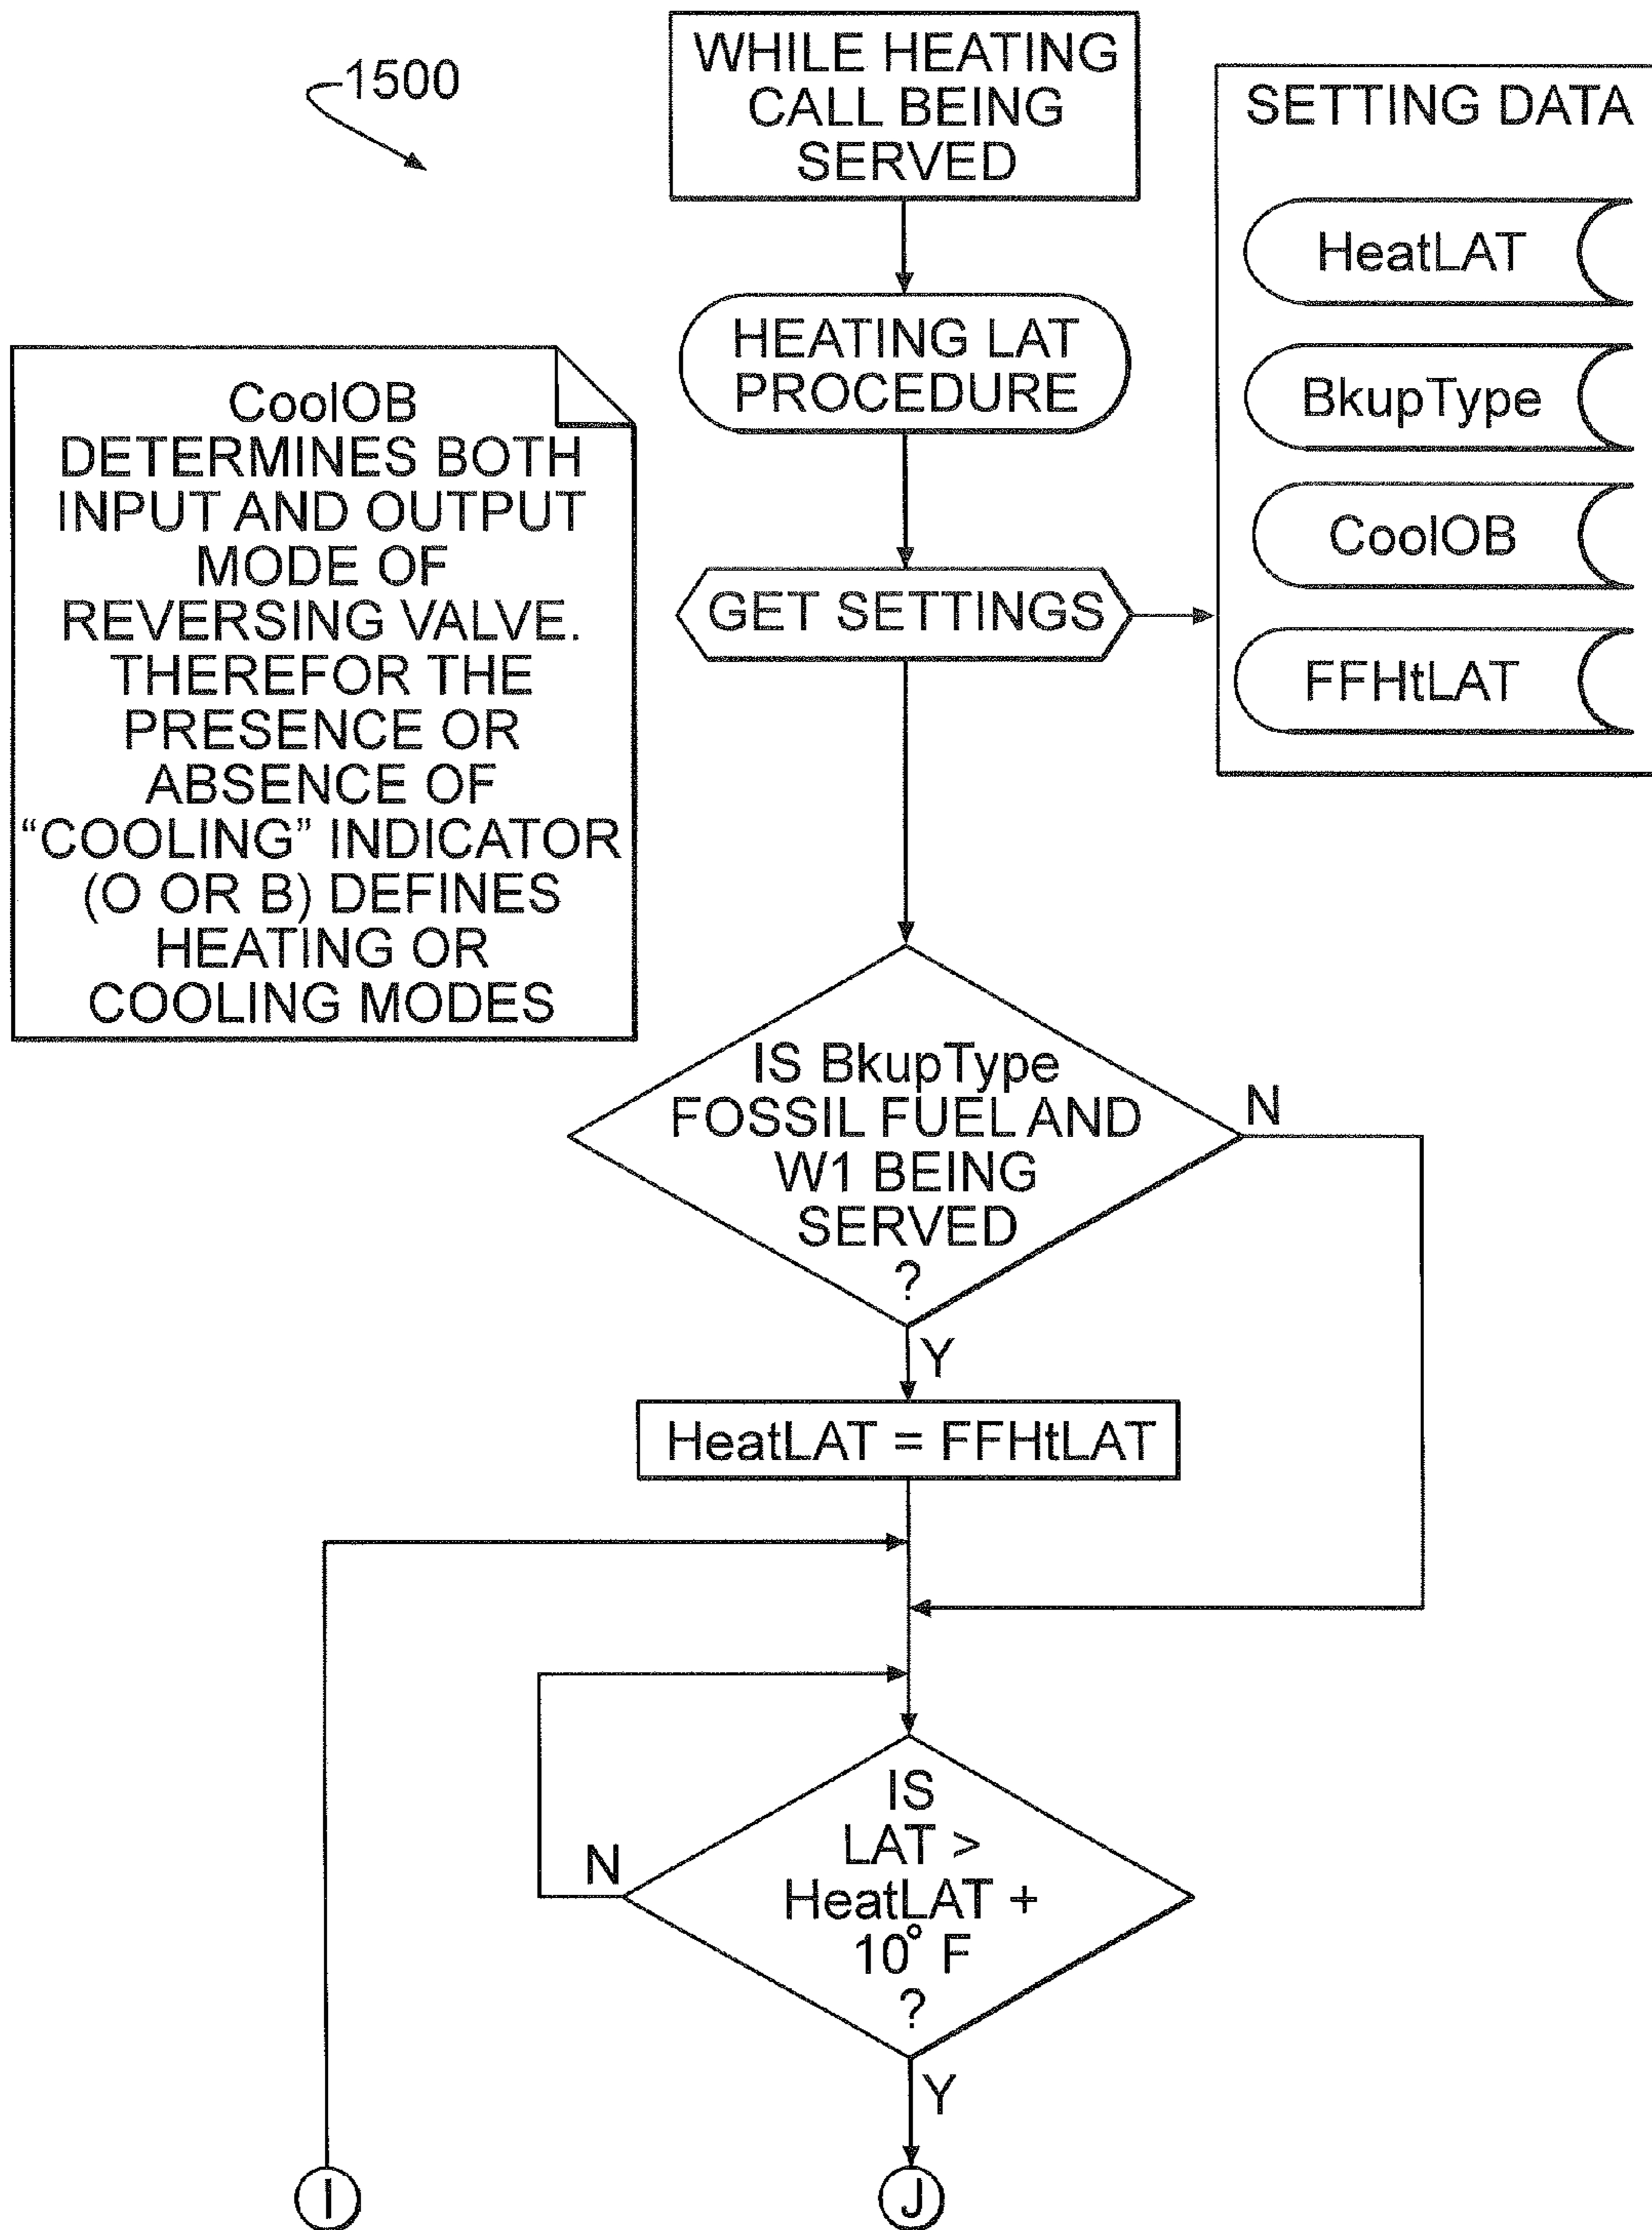 1500
WHILE HEATING
CALL BEING
SERVED
SETTING DATA
HeatLAT
BkupType
CoolOB
FFHtLAT
HEATING LAT
PROCEDURE
GET SETTINGS
CoolOB
DETERMINES BOTH
INPUT AND OUTPUT
MODE OF
REVERSING VALVE.
THEREFOR THE
PRESENCE OR
ABSENCE OF
“COOLING” INDICATOR
(O OR B) DEFINES
HEATING OR
COOLING MODES
IS BkupType
FOSSIL FUEL AND
W1 BEING
SERVED
?
N
Y
HeatLAT = FFHtLAT
IS
LAT >
HeatLAT +
10° F
?
N
Y
I
J